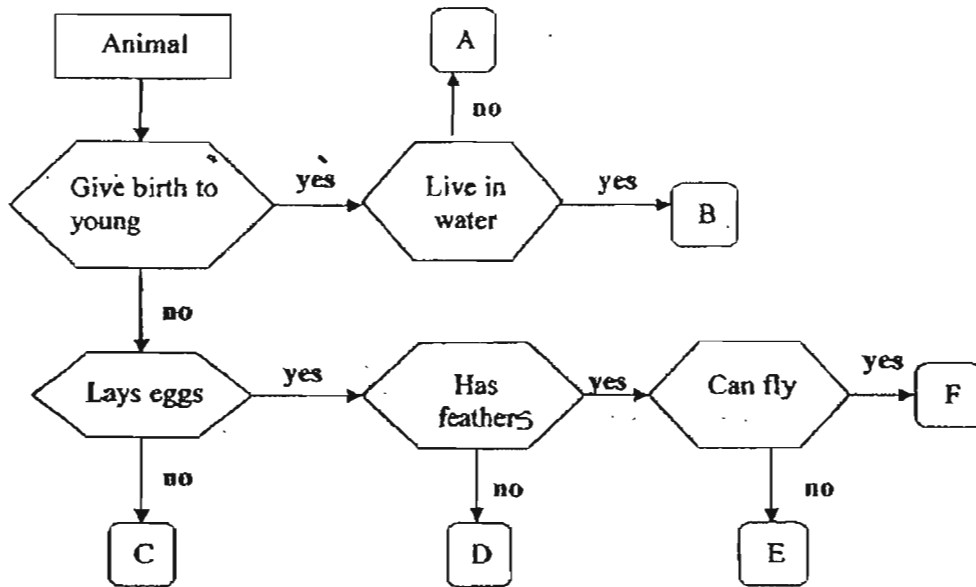 Animal
A
no
Give birth to
young
yes
Live in
water
yes
B
no
Lays eggs
yes
Has
feathers
yes
Can fly
yes
F
no
no
no
C
D
E